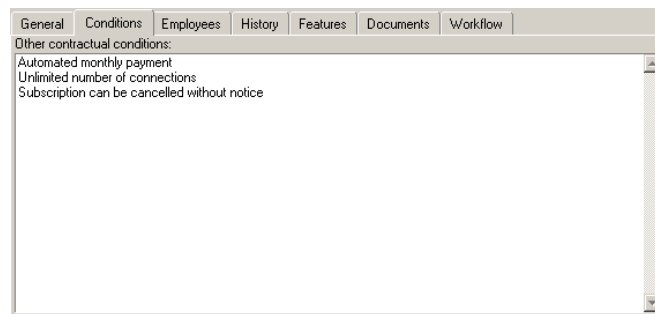 General Conditions Employees History Features Documents Workflow
Other contractual conditions:
Automated monthly payment
Unlimited number of connections
Subscription can be cancelled without notice